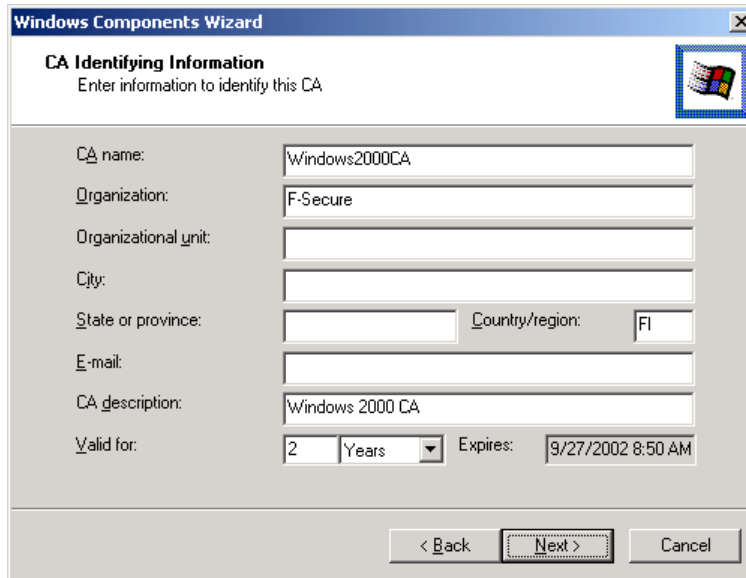 Windows Components Wizard
CA Identifying Information
Enter information to identify this CA
CA name: Windows2000CA
Organization: F-Secure
Organizational unit:
City:
State or province: Country/region: FI
E-mail:
CA description: Windows 2000 CA
Valid for: 2 Years Expires: 9/27/2002 8:50 AM
< Back Next > Cancel